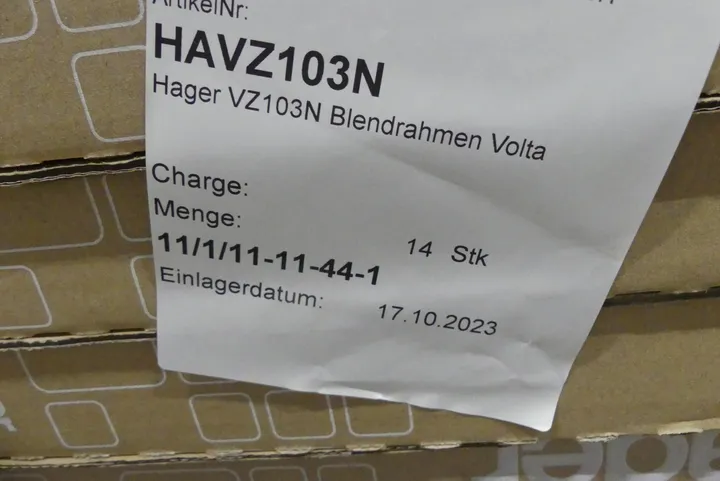 ArtikelNr:
HAVZ103N
Hager VZ103N Blendrahmen Volta
Charge:
Menge:
14 Stk
11/1/11-11-44-1
Einlagerdatum:
17.10.2023